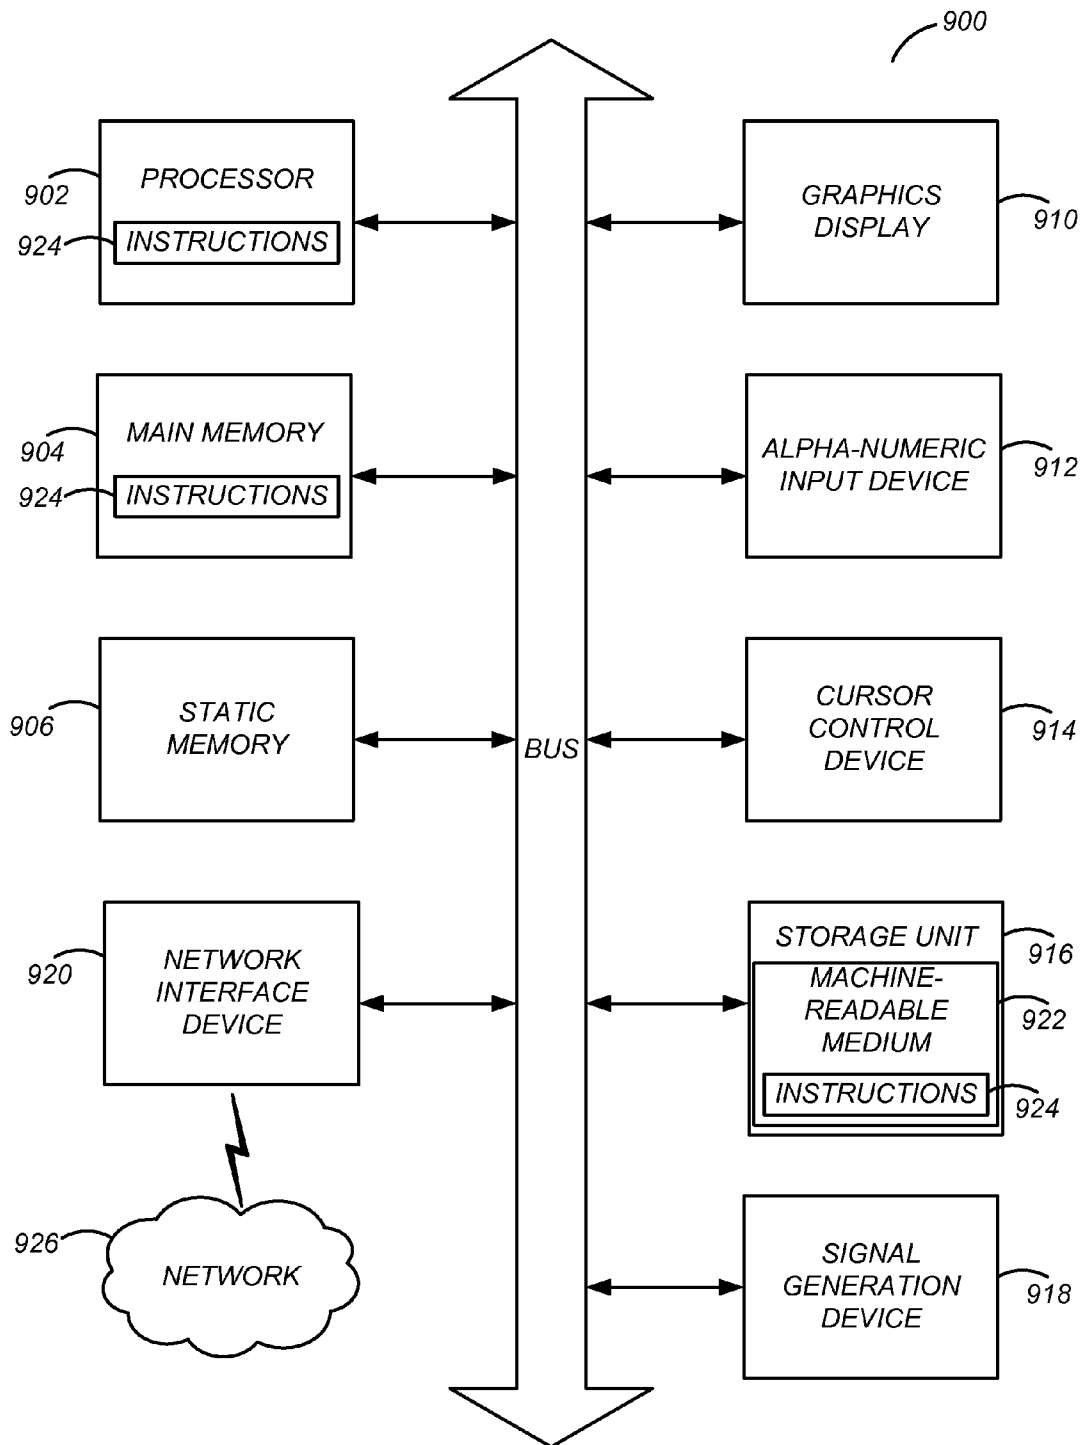 900
PROCESSOR
902
924
INSTRUCTIONS
GRAPHICS
DISPLAY
910
MAIN MEMORY
904
924
INSTRUCTIONS
ALPHA-NUMERIC
INPUT DEVICE
912
STATIC
MEMORY
906
BUS
CURSOR
CONTROL
DEVICE
914
NETWORK
INTERFACE
DEVICE
920
STORAGE UNIT
916
MACHINE-
READABLE
MEDIUM
922
INSTRUCTIONS
924
926
NETWORK
SIGNAL
GENERATION
DEVICE
918